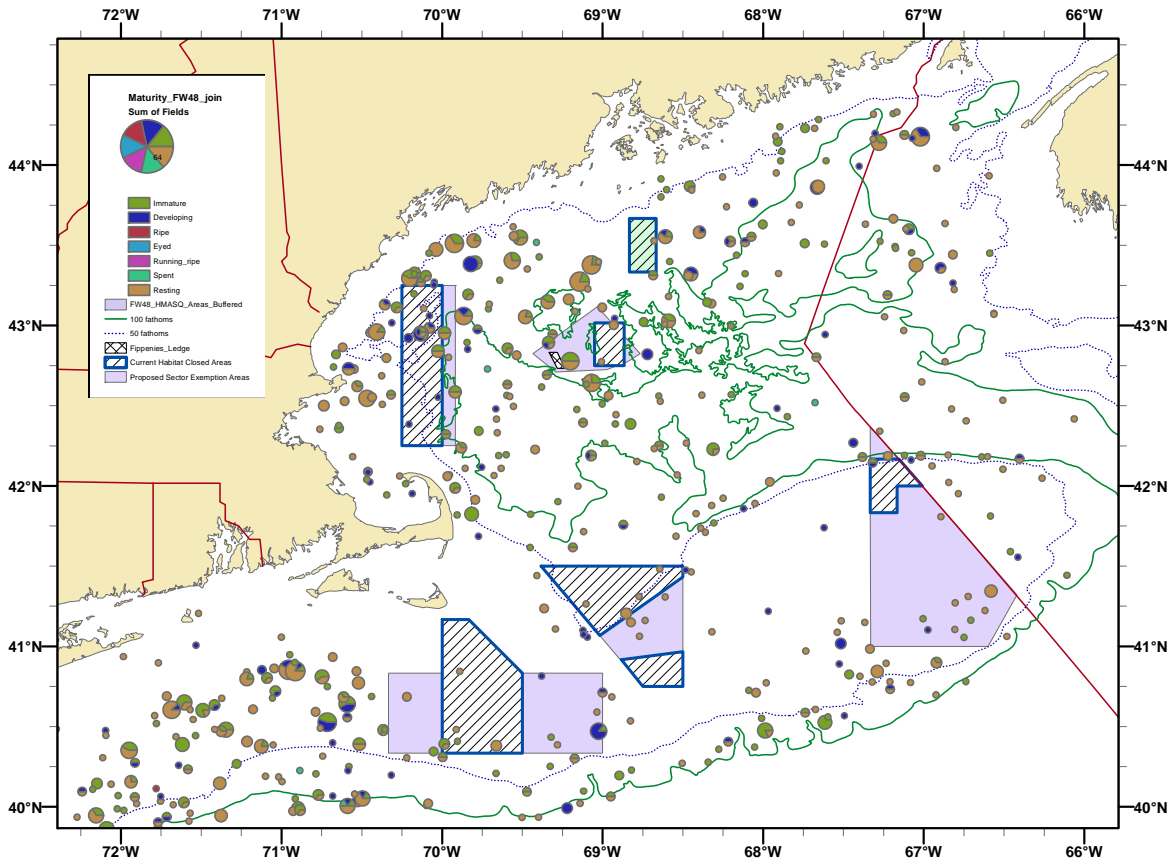 72°W 71°W 70°W 69°W 68°W 67°W 66°W
Maturity_FW48_join
Sum of Fields
64
Immature
Developing
Ripe
Eyed
Running_ripe
Spent
Resting
FW48_HMASQ_Areas_Buffered
100 fathoms
50 fathoms
Fippenies_Ledge
Current Habitat Closed Areas
Proposed Sector Exemption Areas
44°N 44°N
43°N 43°N
42°N 42°N
41°N 41°N
40°N 40°N
72°W 71°W 70°W 69°W 68°W 67°W 66°W